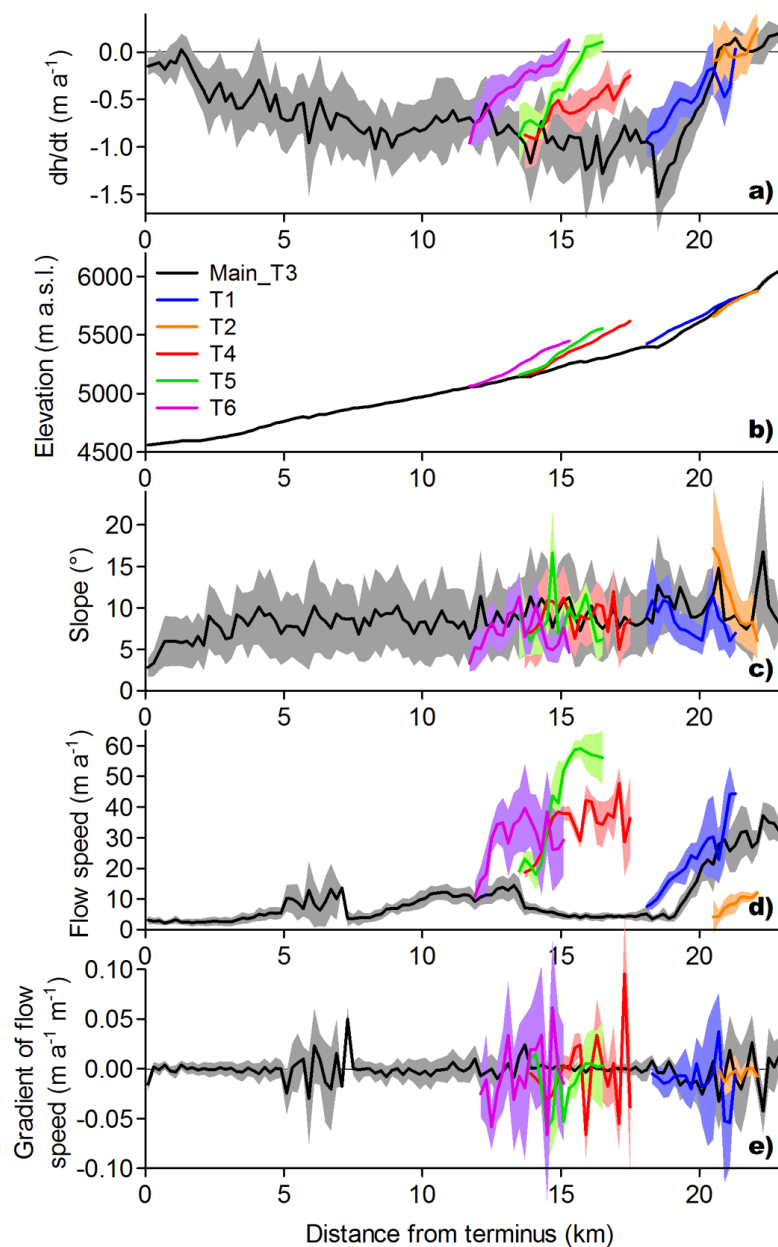 0.0
-0.5
-1.0
-1.5
dh/dt (m a-1)
a)
0 5 10 15 20
6000
5500
5000
4500
Elevation (m a.s.l.)
Main_T3
T1
T2
T4
T5
T6
b)
0 5 10 15 20
20
15
10
5
0
Slope (°)
c)
0 5 10 15 20
60
50
40
30
20
10
0
Flow speed (m a-1)
d)
0 5 10 15 20
0.10
0.05
0.00
-0.05
-0.10
Gradient of flow
speed (m a-1 m-1)
e)
0 5 10 15 20
Distance from terminus (km)